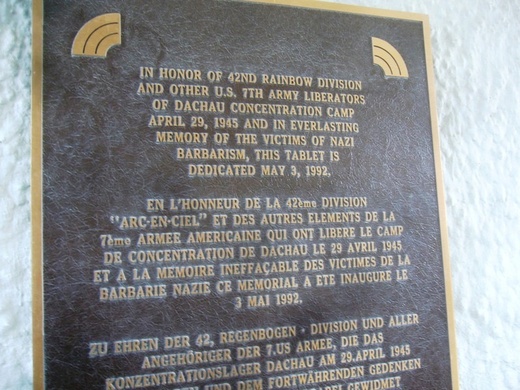 IN HONOR OF 42ND RAINBOW DIVISION
AND OTHER U.S. 7TH ARMY LIBERATORS
OF DACHAU CONCENTRATION CAMP
APRIL 29, 1945 AND IN EVERLASTING
MEMORY OF THE VICTIMS OF NAZI
BARBARISM, THIS TABLET IS
DEDICATED MAY 3, 1992.
EN L'HONNEUR DE LA 42ème DIVISION
"ARC-EN-CIEL" ET DES AUTRES ELEMENTS DE LA
7ème ARMEE AMERICAINE QUI ONT LIBERE LE CAMP
DE CONCENTRATION DE DACHAU LE 29 AVRIL 1945
ET A LA MEMOIRE INEFFAÇABLE DES VICTIMES DE LA
BARBARIE NAZIE CE MEMORIAL A ETE INAUGURE LE
3 MAI 1992.
ZU EHREN DER 42, REGENBOGEN - DIVISION UND ALLER
ANGEHÖRIGER DER 7.US ARMEE, DIE DAS
KONZENTRATIONSLAGER DACHAU AM 29.APRIL 1945
UND DEM FORTWÄHRENDEN GEDENKEN
GEWIDMET